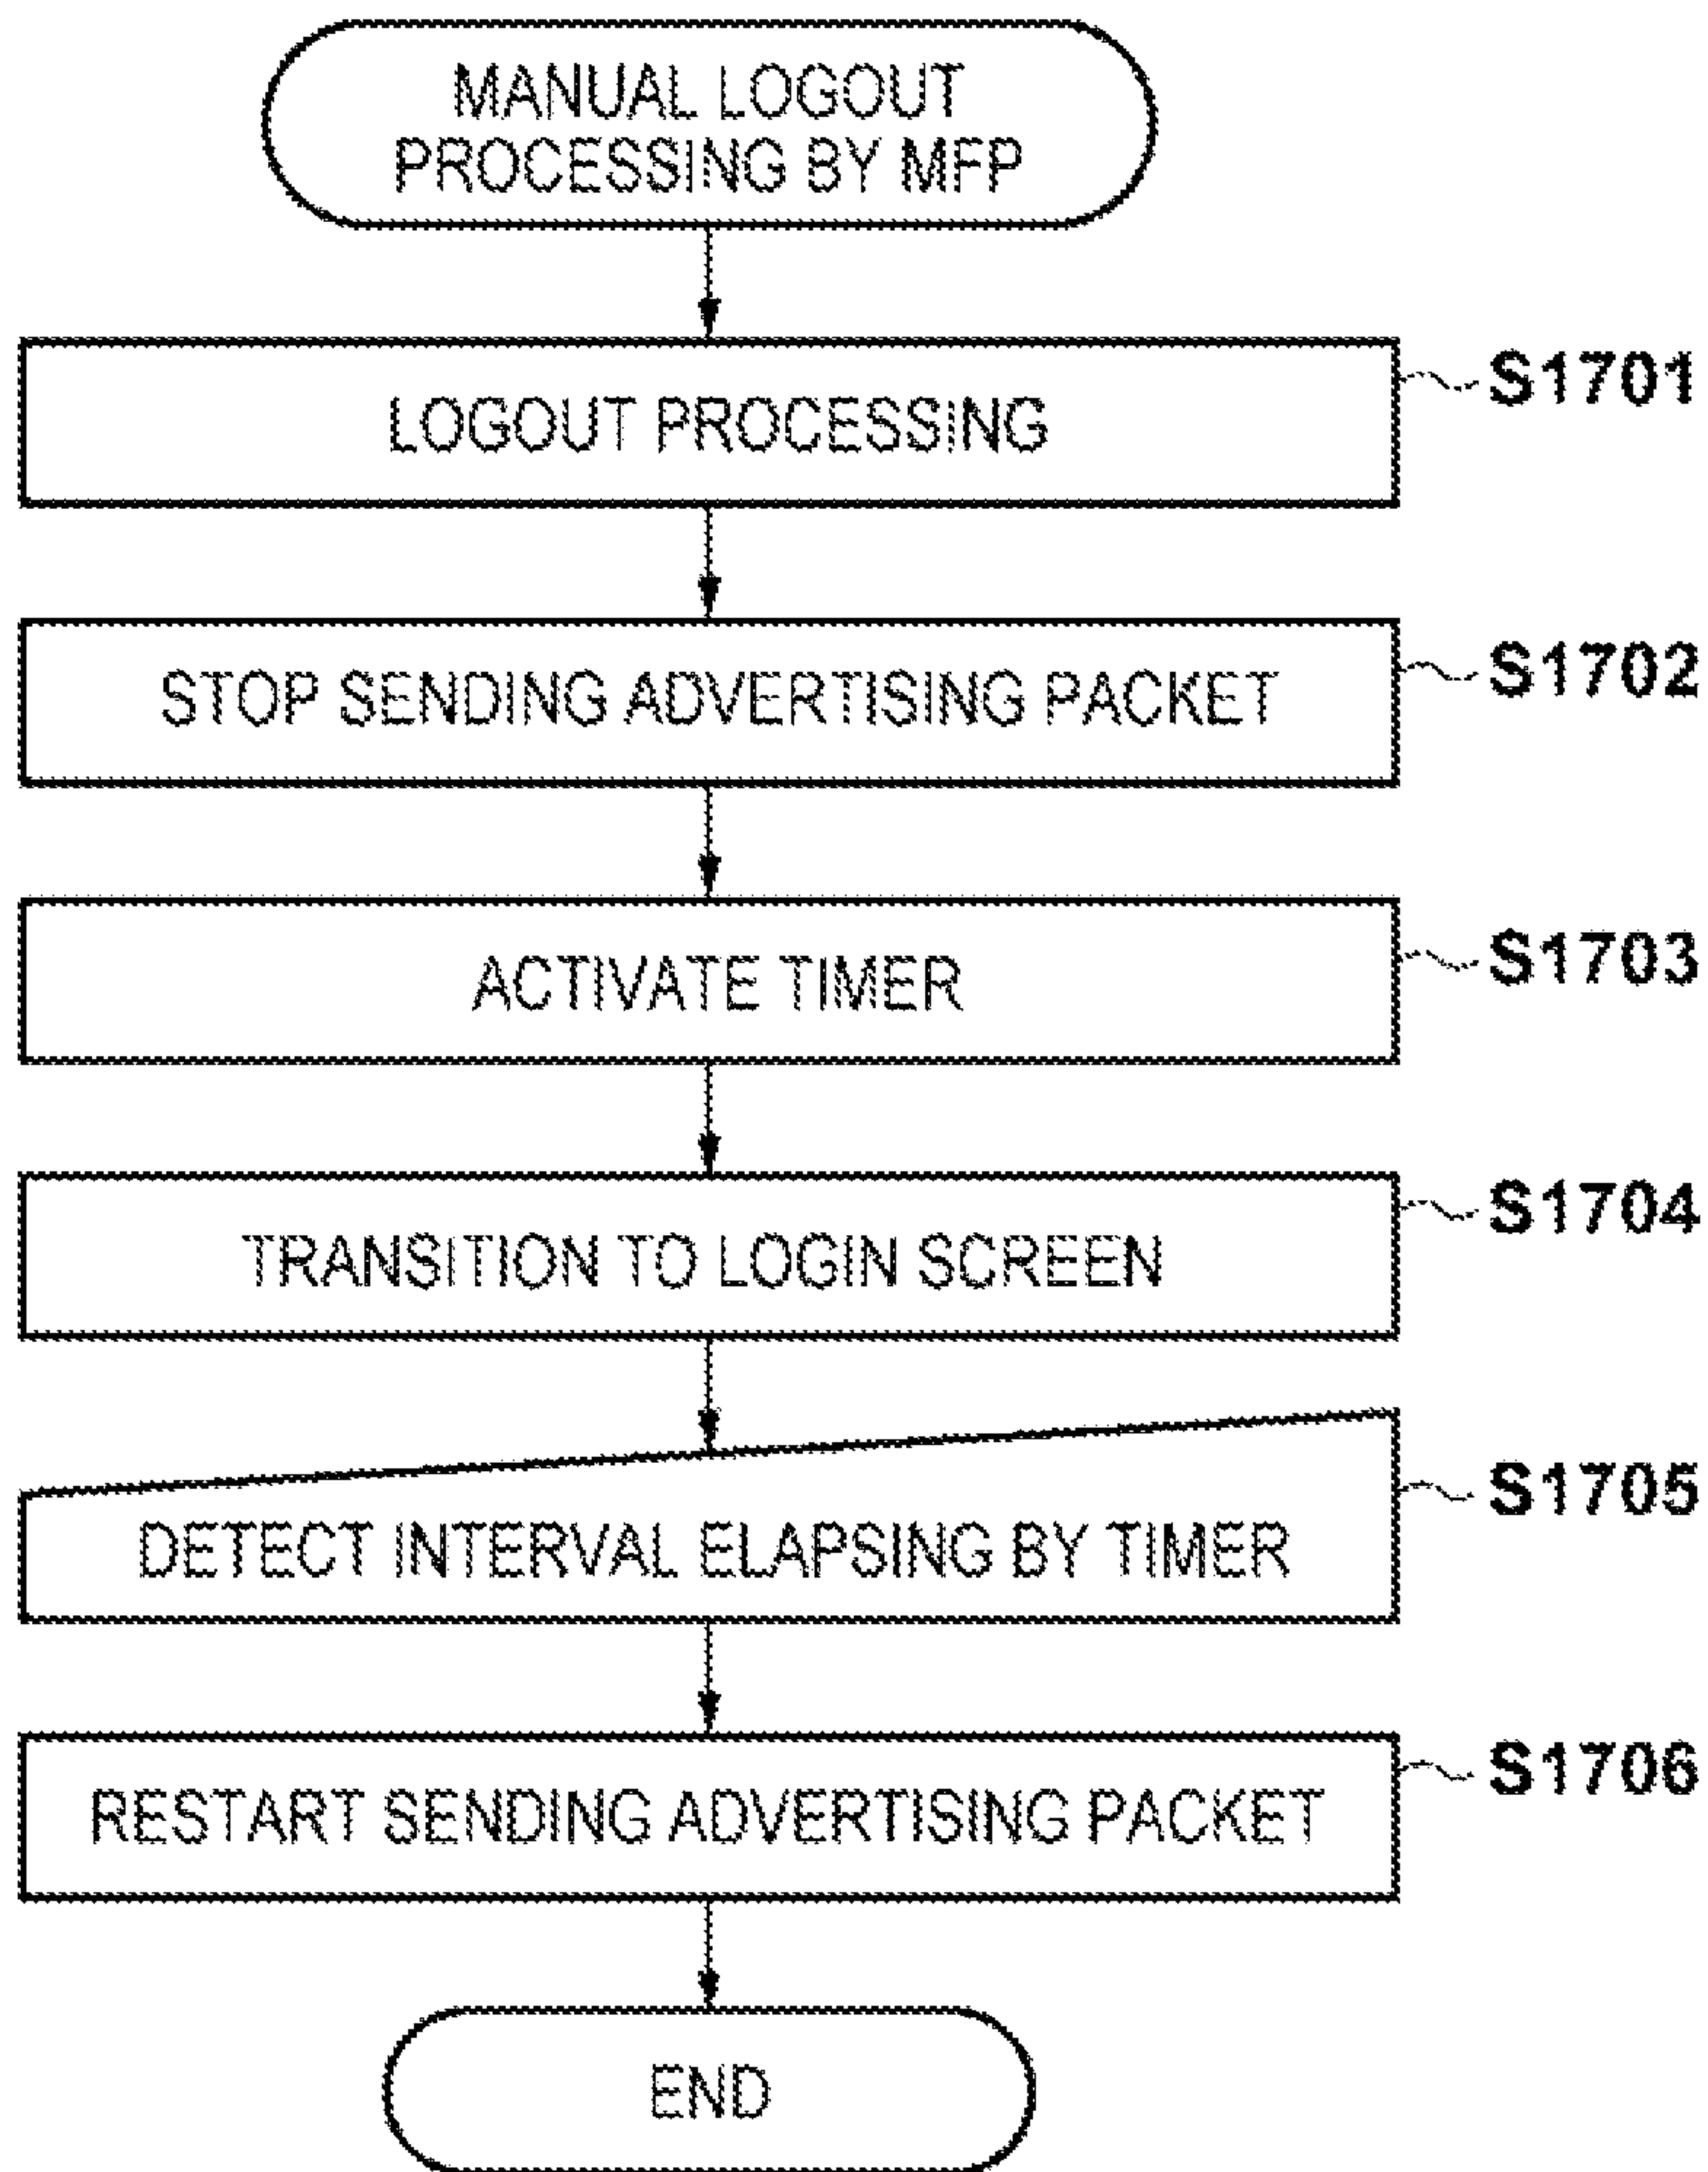 MANUAL LOGOUT
PROCESSING BY MFP
LOGOUT PROCESSING
S1701
STOP SENDING ADVERTISING PACKET
S1702
ACTIVATE TIMER
S1703
TRANSITION TO LOGIN SCREEN
S1704
DETECT INTERVAL ELAPSING BY TIMER
S1705
RESTART SENDING ADVERTISING PACKET
S1706
END